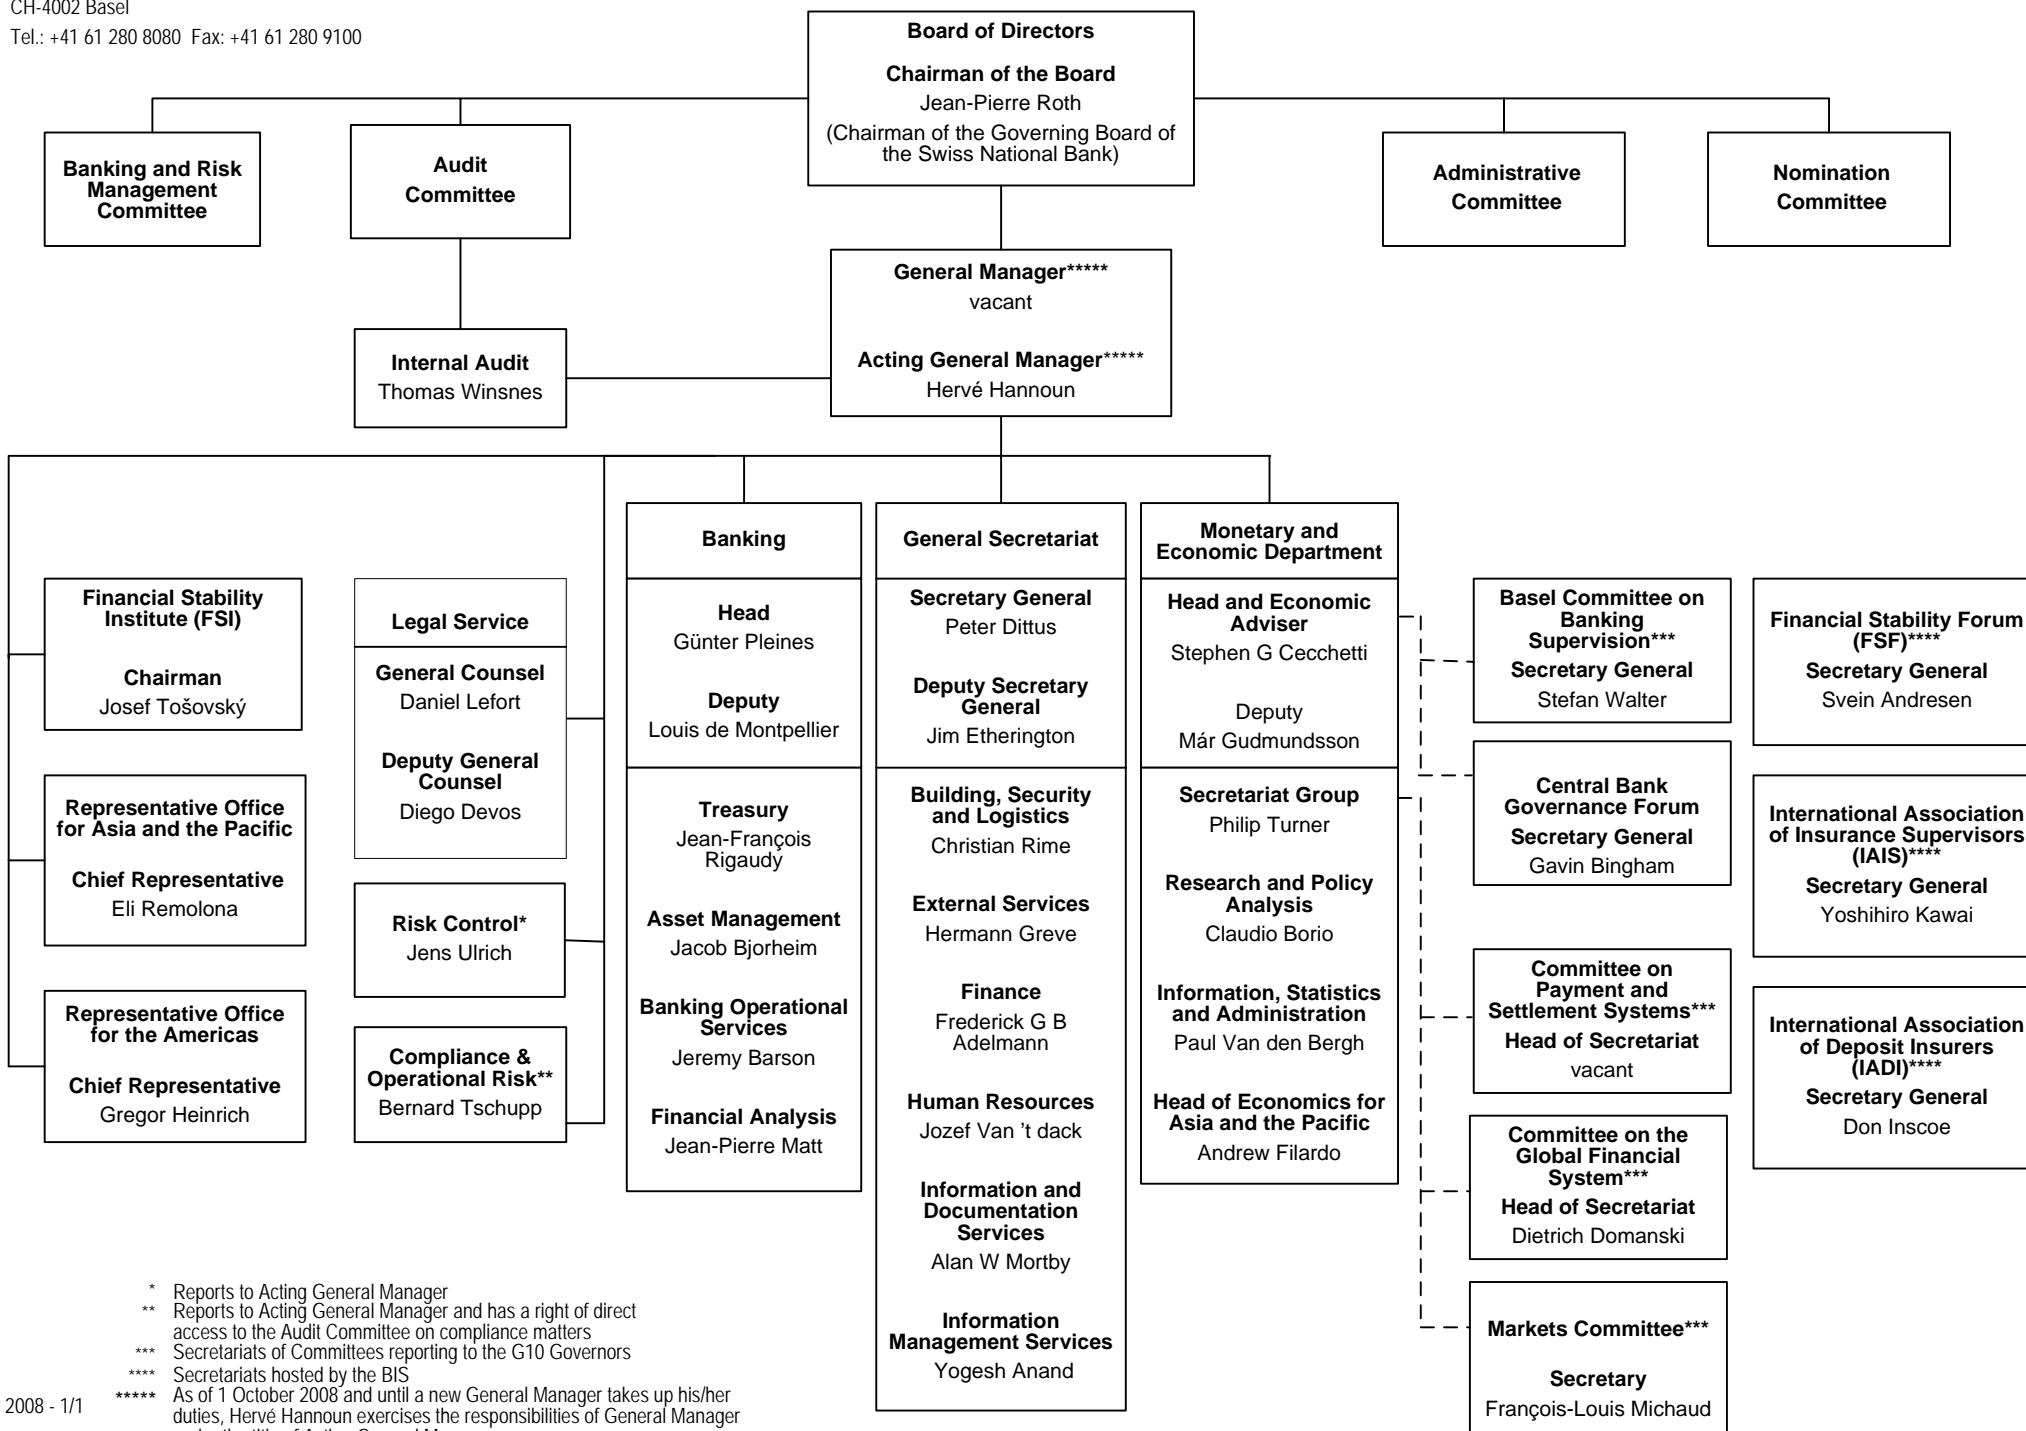 CH-4002 Basel
Tel.: +41 61 280 8080 Fax: +41 61 280 9100
Board of Directors
Chairman of the Board
Jean-Pierre Roth
(Chairman of the Governing Board of
the Swiss National Bank)
Banking and Risk
Management
Committee
Audit
Committee
Administrative
Committee
Nomination
Committee
General Manager*****
vacant
Acting General Manager*****
Hervé Hannoun
Internal Audit
Thomas Winsnes
Financial Stability
Institute (FSI)
Chairman
Josef Tošovský
Representative Office
for Asia and the Pacific
Chief Representative
Eli Remolona
Representative Office
for the Americas
Chief Representative
Gregor Heinrich
Legal Service
General Counsel
Daniel Lefort
Deputy General
Counsel
Diego Devos
Risk Control*
Jens Ulrich
Compliance &
Operational Risk**
Bernard Tschupp
Banking
Head
Günter Pleines
Deputy
Louis de Montpellier
Treasury
Jean-François
Rigaudy
Asset Management
Jacob Bjorheim
Banking Operational
Services
Jeremy Barson
Financial Analysis
Jean-Pierre Matt
General Secretariat
Secretary General
Peter Dittus
Deputy Secretary
General
Jim Etherington
Building, Security
and Logistics
Christian Rime
External Services
Hermann Greve
Finance
Frederick G B
Adelmann
Human Resources
Jozef Van ’t dack
Information and
Documentation
Services
Alan W Mortby
Information
Management Services
Yogesh Anand
Monetary and
Economic Department
Head and Economic
Adviser
Stephen G Cecchetti
Deputy
Már Gudmundsson
Secretariat Group
Philip Turner
Research and Policy
Analysis
Claudio Borio
Information, Statistics
and Administration
Paul Van den Bergh
Head of Economics for
Asia and the Pacific
Andrew Filardo
Basel Committee on
Banking
Supervision***
Secretary General
Stefan Walter
Central Bank
Governance Forum
Secretary General
Gavin Bingham
Committee on
Payment and
Settlement Systems***
Head of Secretariat
vacant
Committee on the
Global Financial
System***
Head of Secretariat
Dietrich Domanski
Markets Committee***
Secretary
François-Louis Michaud
Financial Stability Forum
(FSF)****
Secretary General
Svein Andresen
International Association
of Insurance Supervisors
(IAIS)****
Secretary General
Yoshihiro Kawai
International Association
of Deposit Insurers
(IADI)****
Secretary General
Don Inscoe
* Reports to Acting General Manager
** Reports to Acting General Manager and has a right of direct
access to the Audit Committee on compliance matters
*** Secretariats of Committees reporting to the G10 Governors
**** Secretariats hosted by the BIS
***** As of 1 October 2008 and until a new General Manager takes up his/her
duties, Hervé Hannoun exercises the responsibilities of General Manager
2008 - 1/1